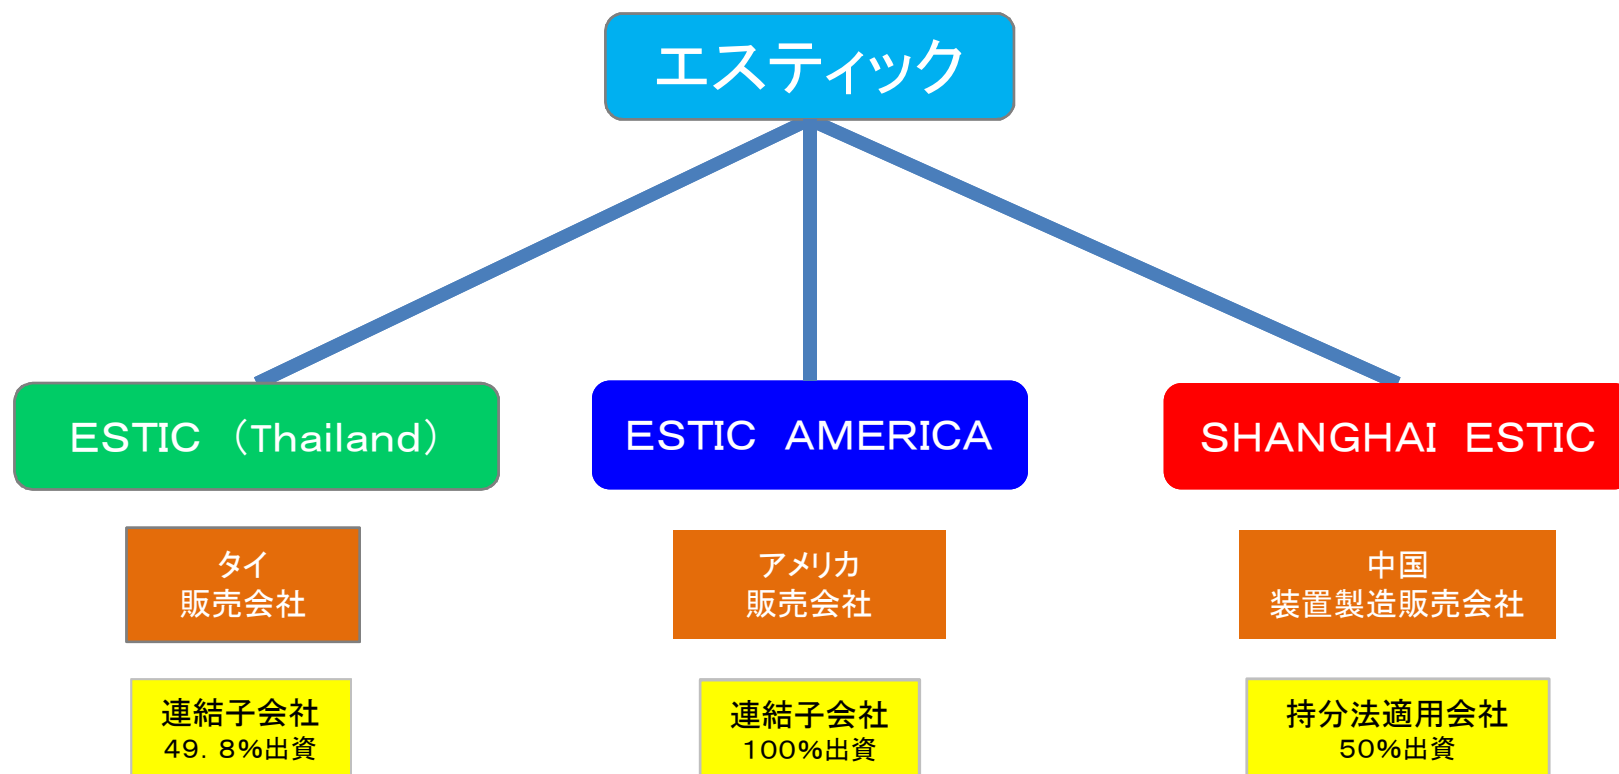 エスティック
ESTIC （Thailand）
ESTIC　AMERICA
SHANGHAI　ESTIC
タイ
販売会社
アメリカ
販売会社
中国
装置製造販売会社
連結子会社
49．8%出資
連結子会社
100%出資
持分法適用会社
50%出資